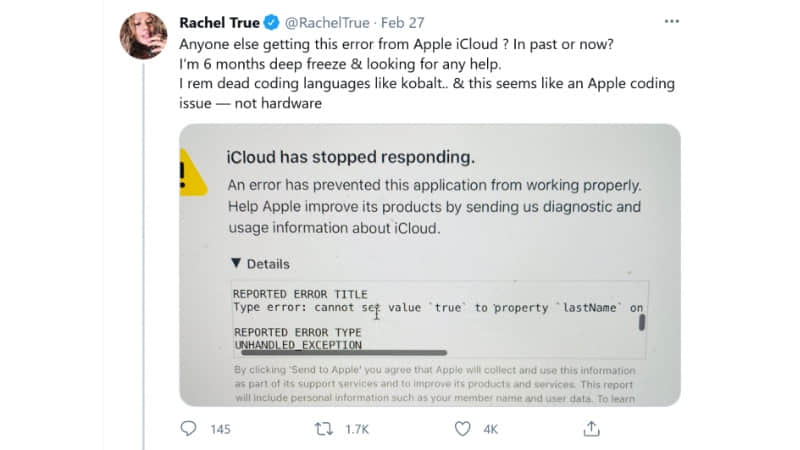 Rachel True @RachelTrue · Feb 27
Anyone else getting this error from Apple iCloud ? In past or now?
I'm 6 months deep freeze & looking for any help.
I rem dead coding languages like kobalt.. & this seems like an Apple coding
issue — not hardware
iCloud has stopped responding.
An error has prevented this application from working properly.
Help Apple improve its products by sending us diagnostic and
usage information about iCloud.
▼ Details
REPORTED ERROR TITLE
Type error: cannot set value `true` to property `lastName` on
REPORTED ERROR TYPE
UNHANDLED_EXCEPTION
By clicking 'Send to Apple' you agree that Apple will collect and use this information
as part of its support services and to improve its products and services. This report
will include personal information such as your member name and user data. To learn
145 1.7K 4K